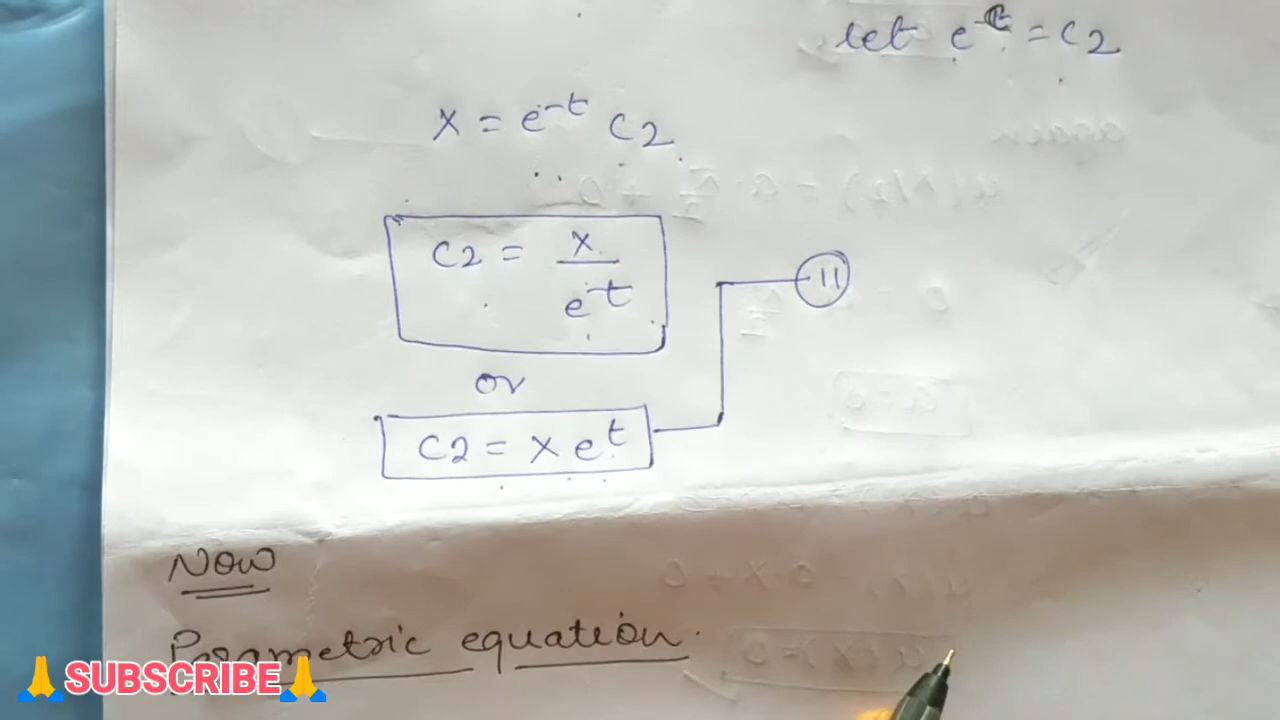 let e^-c = c2
x = e^-t c2
c2 = x / e^-t
11
or
c2 = x e^t
Now
Parametric equation.
🙏SUBSCRIBE🙏